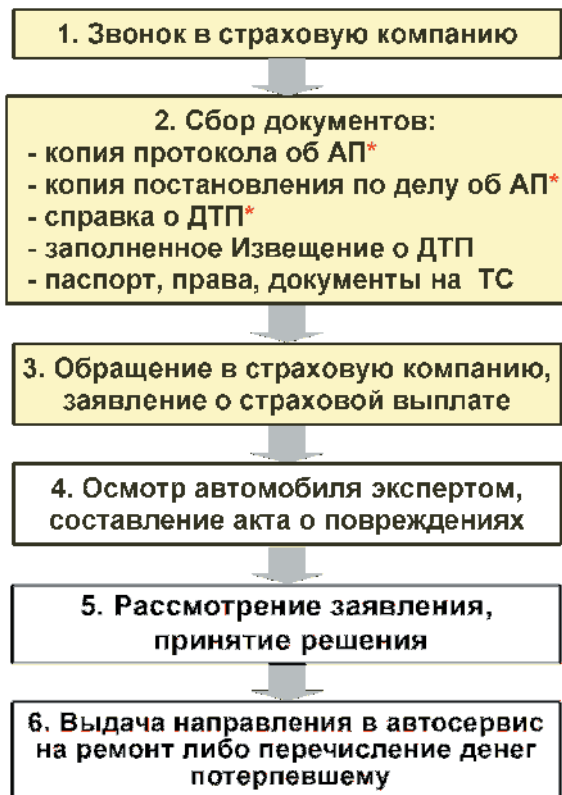 1. Звонок в страховую компанию
2. Сбор документов:
- копия протокола об АП*
- копия постановления по делу об АП*
- справка о ДТП*
- заполненное Извещение о ДТП
- паспорт, права, документы на ТС
3. Обращение в страховую компанию,
заявление о страховой выплате
4. Осмотр автомобиля экспертом,
составление акта о повреждениях
5. Рассмотрение заявления,
принятие решения
6. Выдача направления в автосервис
на ремонт либо перечисление денег
потерпевшему